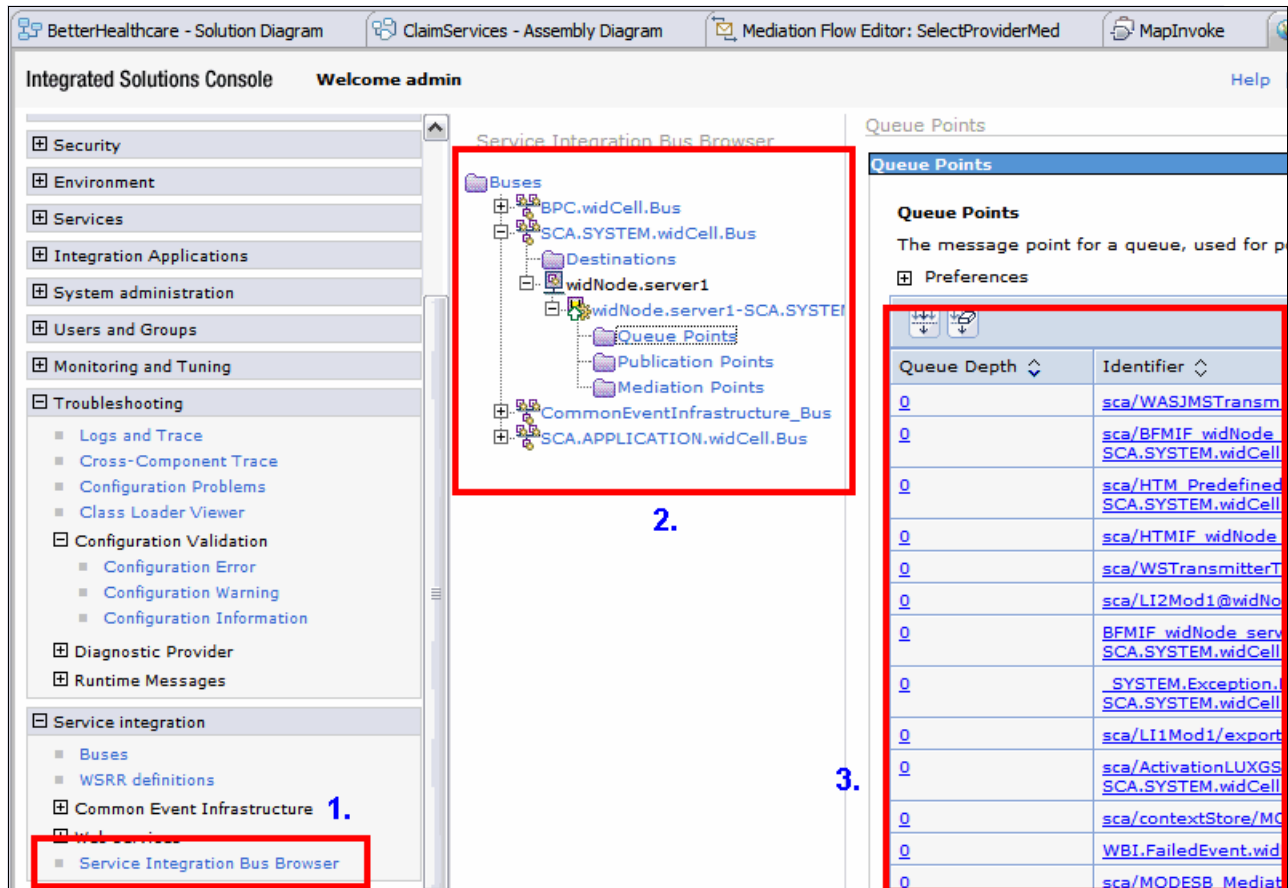 BetterHealthcare - Solution Diagram
ClaimServices - Assembly Diagram
Mediation Flow Editor: SelectProviderMed
MapInvoke
Integrated Solutions Console
Welcome admin
Help
Security
Environment
Services
Integration Applications
System administration
Users and Groups
Monitoring and Tuning
Troubleshooting
Logs and Trace
Cross-Component Trace
Configuration Problems
Class Loader Viewer
Configuration Validation
Configuration Error
Configuration Warning
Configuration Information
Diagnostic Provider
Runtime Messages
Service integration
Buses
WSRR definitions
Common Event Infrastructure
1.
Web services
Service Integration Bus Browser
Service Integration Bus Browser
Buses
BPC.widCell.Bus
SCA.SYSTEM.widCell.Bus
Destinations
widNode.server1
widNode.server1-SCA.SYSTEM
Queue Points
Publication Points
Mediation Points
CommonEventInfrastructure_Bus
SCA.APPLICATION.widCell.Bus
2.
Queue Points
Queue Points
Queue Points
The message point for a queue, used for p
Preferences
Queue Depth Identifier
0 sca/WASJMSTransm
0 sca/BFMIF_widNode_
SCA.SYSTEM.widCell
0 sca/HTM_Predefined
SCA.SYSTEM.widCell
0 sca/HTMIF_widNode_
0 sca/WSTransmitterT
0 sca/LI2Mod1@widNo
0 BFMIF_widNode_serv
SCA.SYSTEM.widCell
0 _SYSTEM.Exception.
SCA.SYSTEM.widCell
0 sca/LI1Mod1/export
0 sca/ActivationLUXGS
SCA.SYSTEM.widCell
3.
0 sca/contextStore/MO
0 WBI.FailedEvent.wid
0 sca/MODESB_Mediat